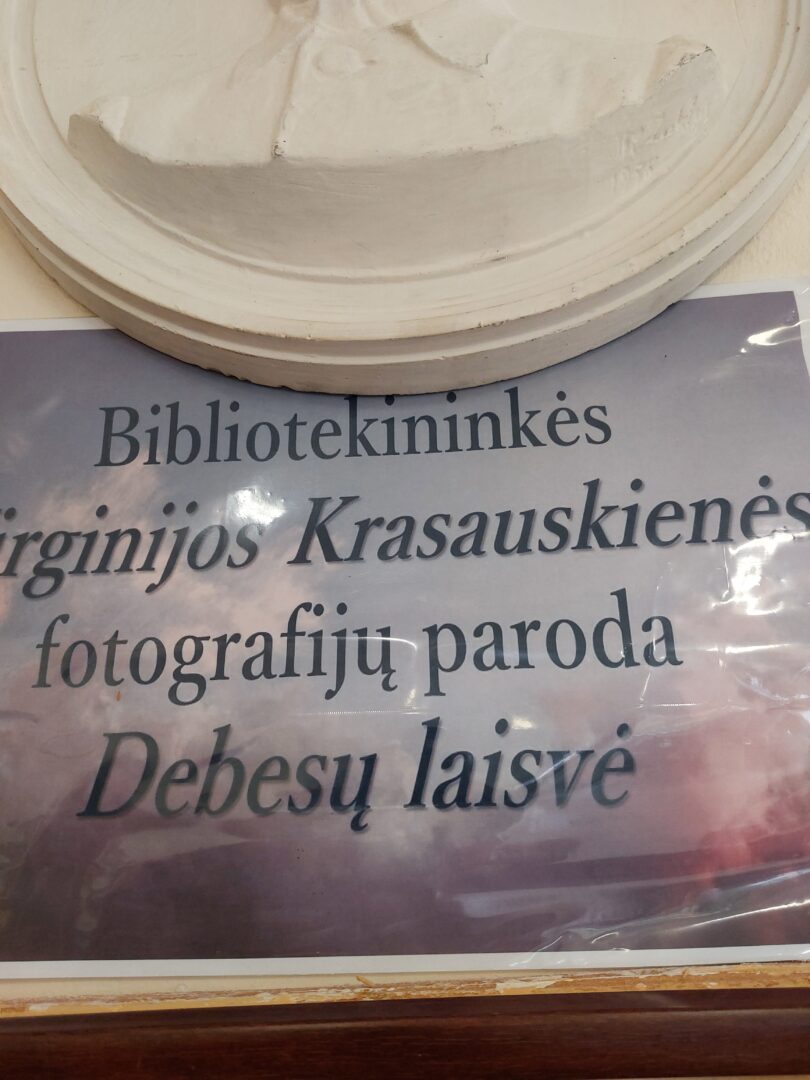 Bibliotekininkės
irginijos Krasauskienės
fotografijų paroda
Debesų laisvė